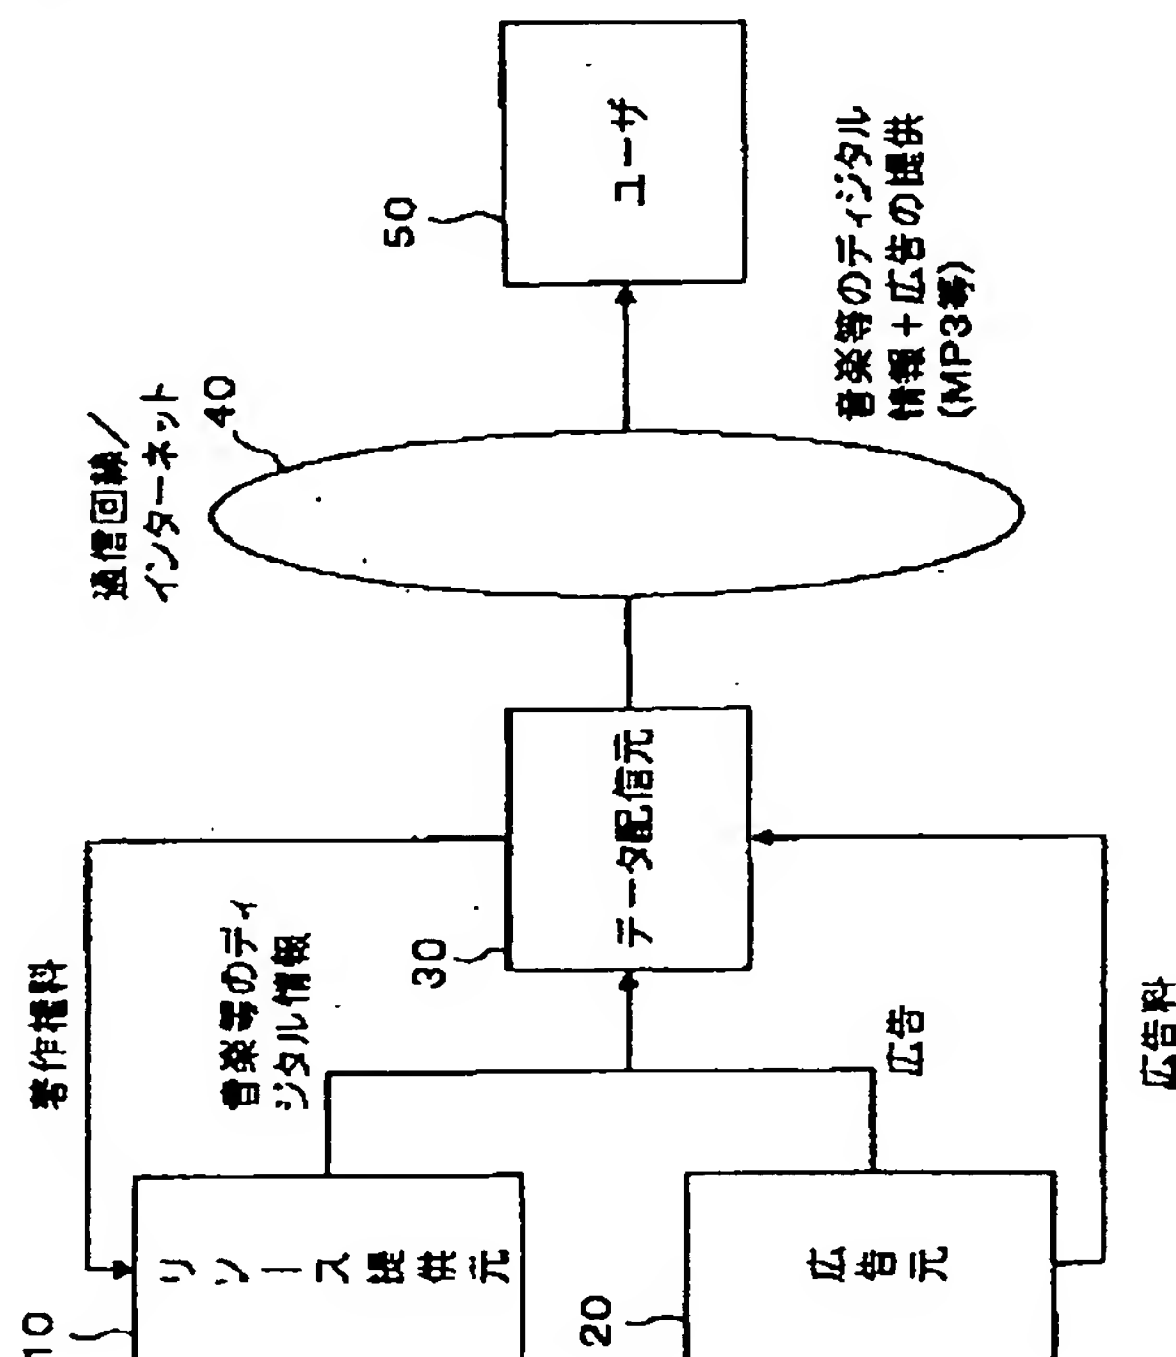 著作権料
音楽等のディ
ジタル情報
10
リソース提供元
通信回線／
インターネット
40
30
データ配信元
50
ユーザ
20
広告元
広告
広告料
音楽等のディジタル
情報＋広告の提供
(MP3等)